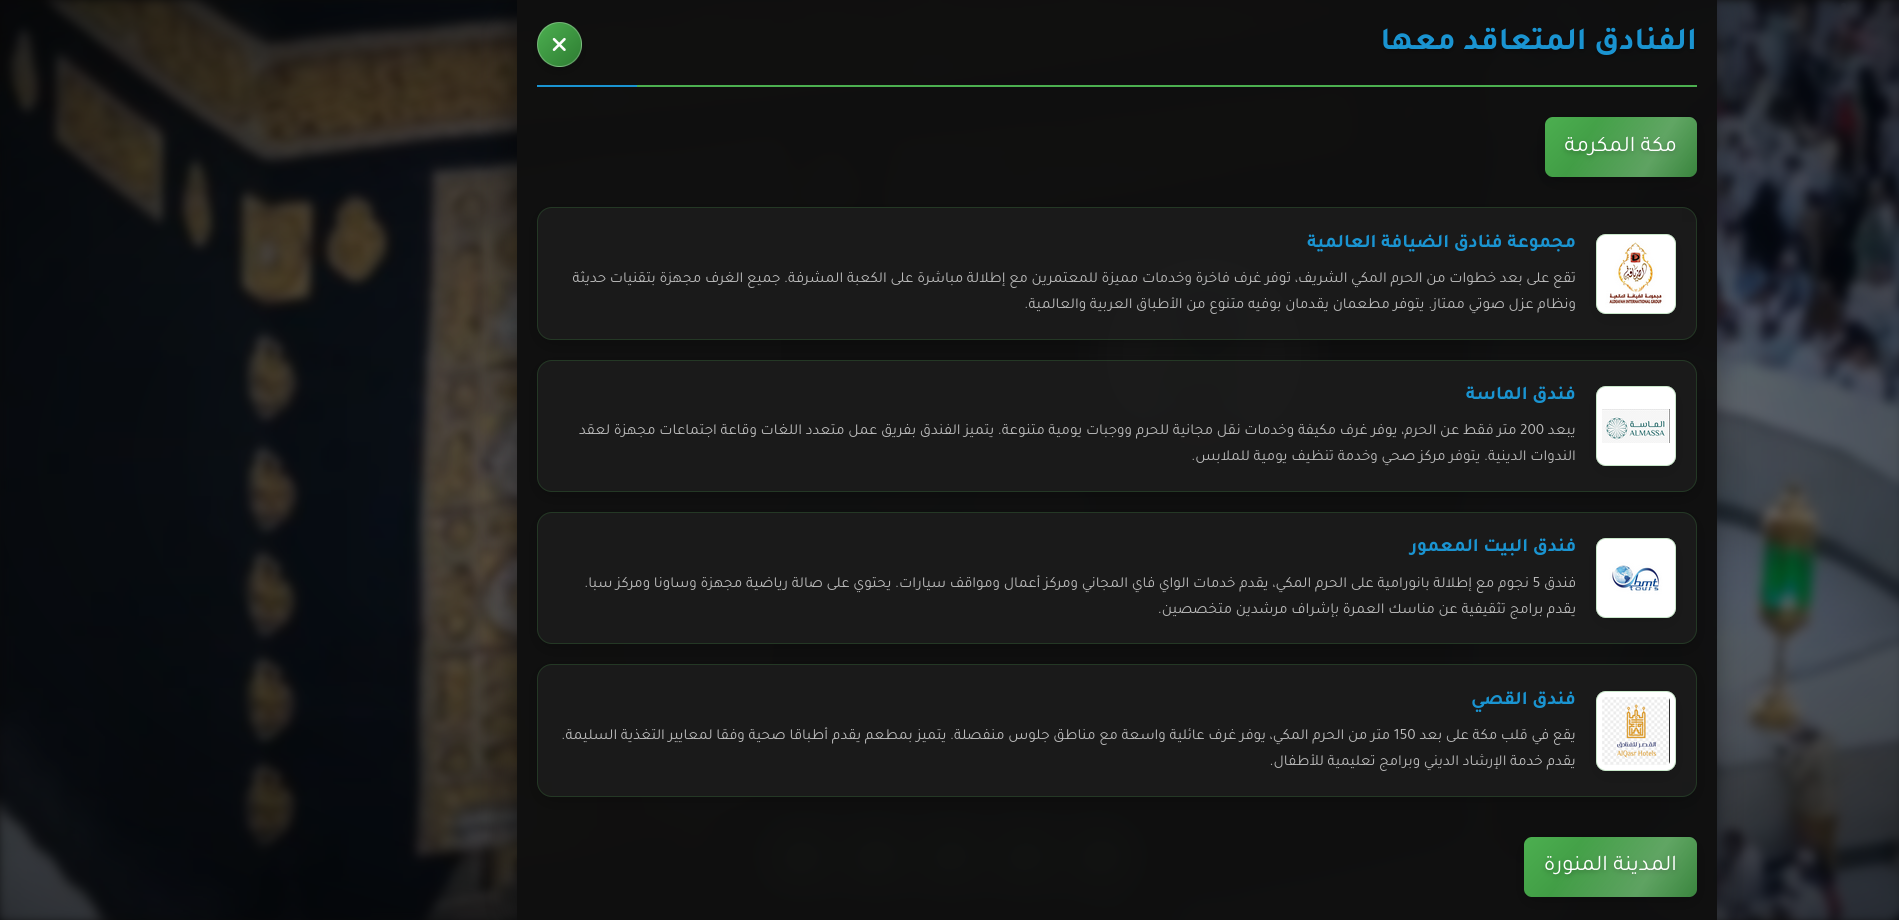 الفنادق المتعاقد معها
مكة المكرمة
مجموعة فنادق الضيافة العالمية
تقع على بعد خطوات من الحرم المكي الشريف، توفر غرف فاخرة وخدمات مميزة للمعتمرين مع إطلالة مباشرة على الكعبة المشرفة. جميع الغرف مجهزة بتقنيات حديثة
ونظام عزل صوتي ممتاز. يتوفر مطعمان يقدمان بوفيه متنوع من الأطباق العربية والعالمية.
مجموعة الضيافة العالمية
ALDEAFAH INTERNATIONAL GROUP
فندق الماسة
يبعد 200 متر فقط عن الحرم, يوفر غرف مكيفة وخدمات نقل مجانية للحرم ووجبات يومية متنوعة. يتميز الفندق بفريق عمل متعدد اللغات وقاعة اجتماعات مجهزة لعقد
الندوات الدينية. يتوفر مركز صحي وخدمة تنظيف يومية للملابس.
الماسة
ALMASSA
فندق البيت المعمور
فندق 5 نجوم مع إطلالة بانورامية على الحرم المكي، يقدم خدمات الواي فاي المجاني ومركز أعمال ومواقف سيارات. يحتوي على صالة رياضية مجهزة وساونا ومركز سبا.
يقدم برامج تثقيفية عن مناسك العمرة بإشراف مرشدين متخصصين.
bmt
tours
فندق القصي
يقع في قلب مكة على بعد 150 متر من الحرم المكي، يوفر غرف عائلية واسعة مع مناطق جلوس منفصلة. يتميز بمطعم يقدم أطباقا صحية وفقا لمعايير التغذية السليمة.
يقدم خدمة الإرشاد الديني وبرامج تعليمية للأطفال.
القصر للفنادق
AlQasr Hotels
المدينة المنورة